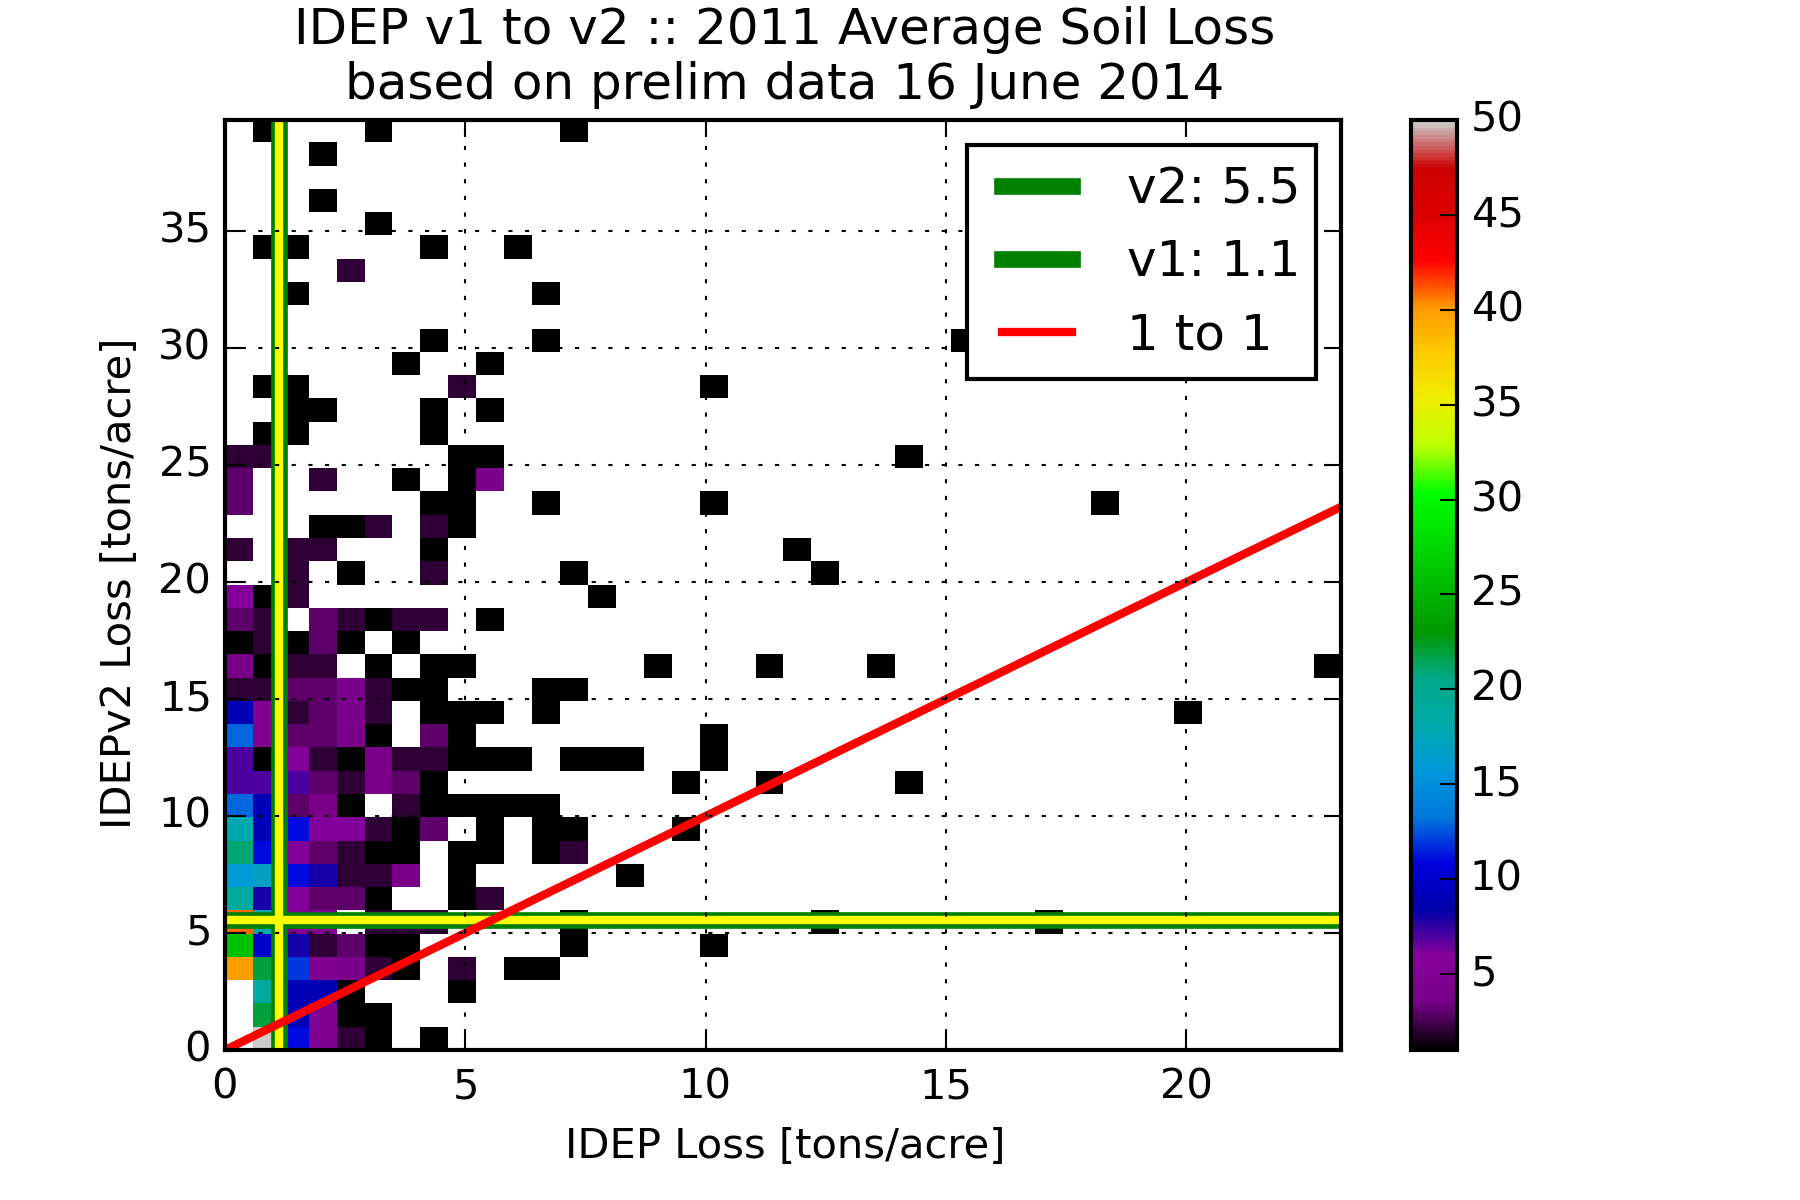 IDEP v1 to v2 :: 2011 Average Soil Loss
based on prelim data 16 June 2014
v2: 5.5
v1: 1.1
1 to 1
IDEPv2 Loss [tons/acre]
35
30
25
20
15
10
5
0
0 5 10 15 20
IDEP Loss [tons/acre]
50
45
40
35
30
25
20
15
10
5